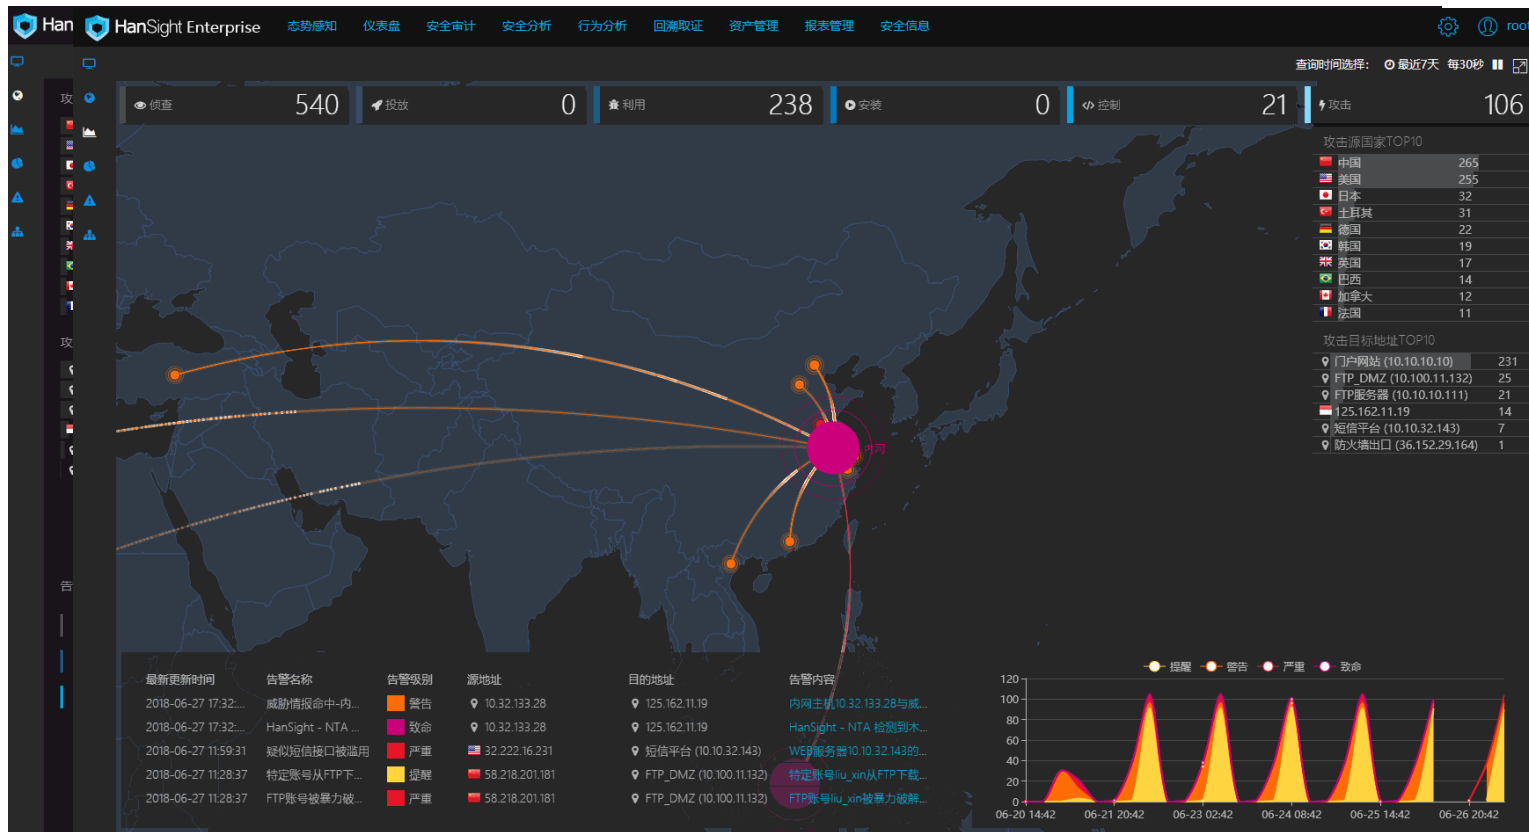 Han
HanSight Enterprise 态势感知 仪表盘 安全审计 安全分析 行为分析 回溯取证 资产管理 报表管理 安全信息 root
查询时间选择: 最近7天 每30秒
侦查 540 投放 0 利用 238 安装 0 控制 21 攻击 106
攻
攻击源国家TOP10
中国 265
美国 255
日本 32
土耳其 31
德国 22
韩国 19
英国 17
巴西 14
加拿大 12
法国 11
攻
攻击目标地址TOP10
门户网站 (10.10.10.10) 231
FTP_DMZ (10.100.11.132) 25
FTP服务器 (10.10.10.111) 21
125.162.11.19 14
短信平台 (10.10.32.143) 7
防火墙出口 (36.152.29.164) 1
内网
告
最新更新时间 告警名称 告警级别 源地址 目的地址 告警内容
2018-06-27 17:32:... 威胁情报命中-内... 警告 10.32.133.28 125.162.11.19 内网主机10.32.133.28与威...
2018-06-27 17:32:... HanSight - NTA ... 致命 10.32.133.28 125.162.11.19 HanSight - NTA 检测到木...
2018-06-27 11:59:31 疑似短信接口被滥用 严重 32.222.16.231 短信平台 (10.10.32.143) WEB服务器10.10.32.143的...
2018-06-27 11:28:37 特定账号从FTP下... 提醒 58.218.201.181 FTP_DMZ (10.100.11.132) 特定账号liu_xin从FTP下载...
2018-06-27 11:28:37 FTP账号被暴力破... 严重 58.218.201.181 FTP_DMZ (10.100.11.132) FTP账号liu_xin被暴力破解...
提醒 警告 严重 致命
120
100
80
60
40
20
0
06-20 14:42 06-21 20:42 06-23 02:42 06-24 08:42 06-25 14:42 06-26 20:42